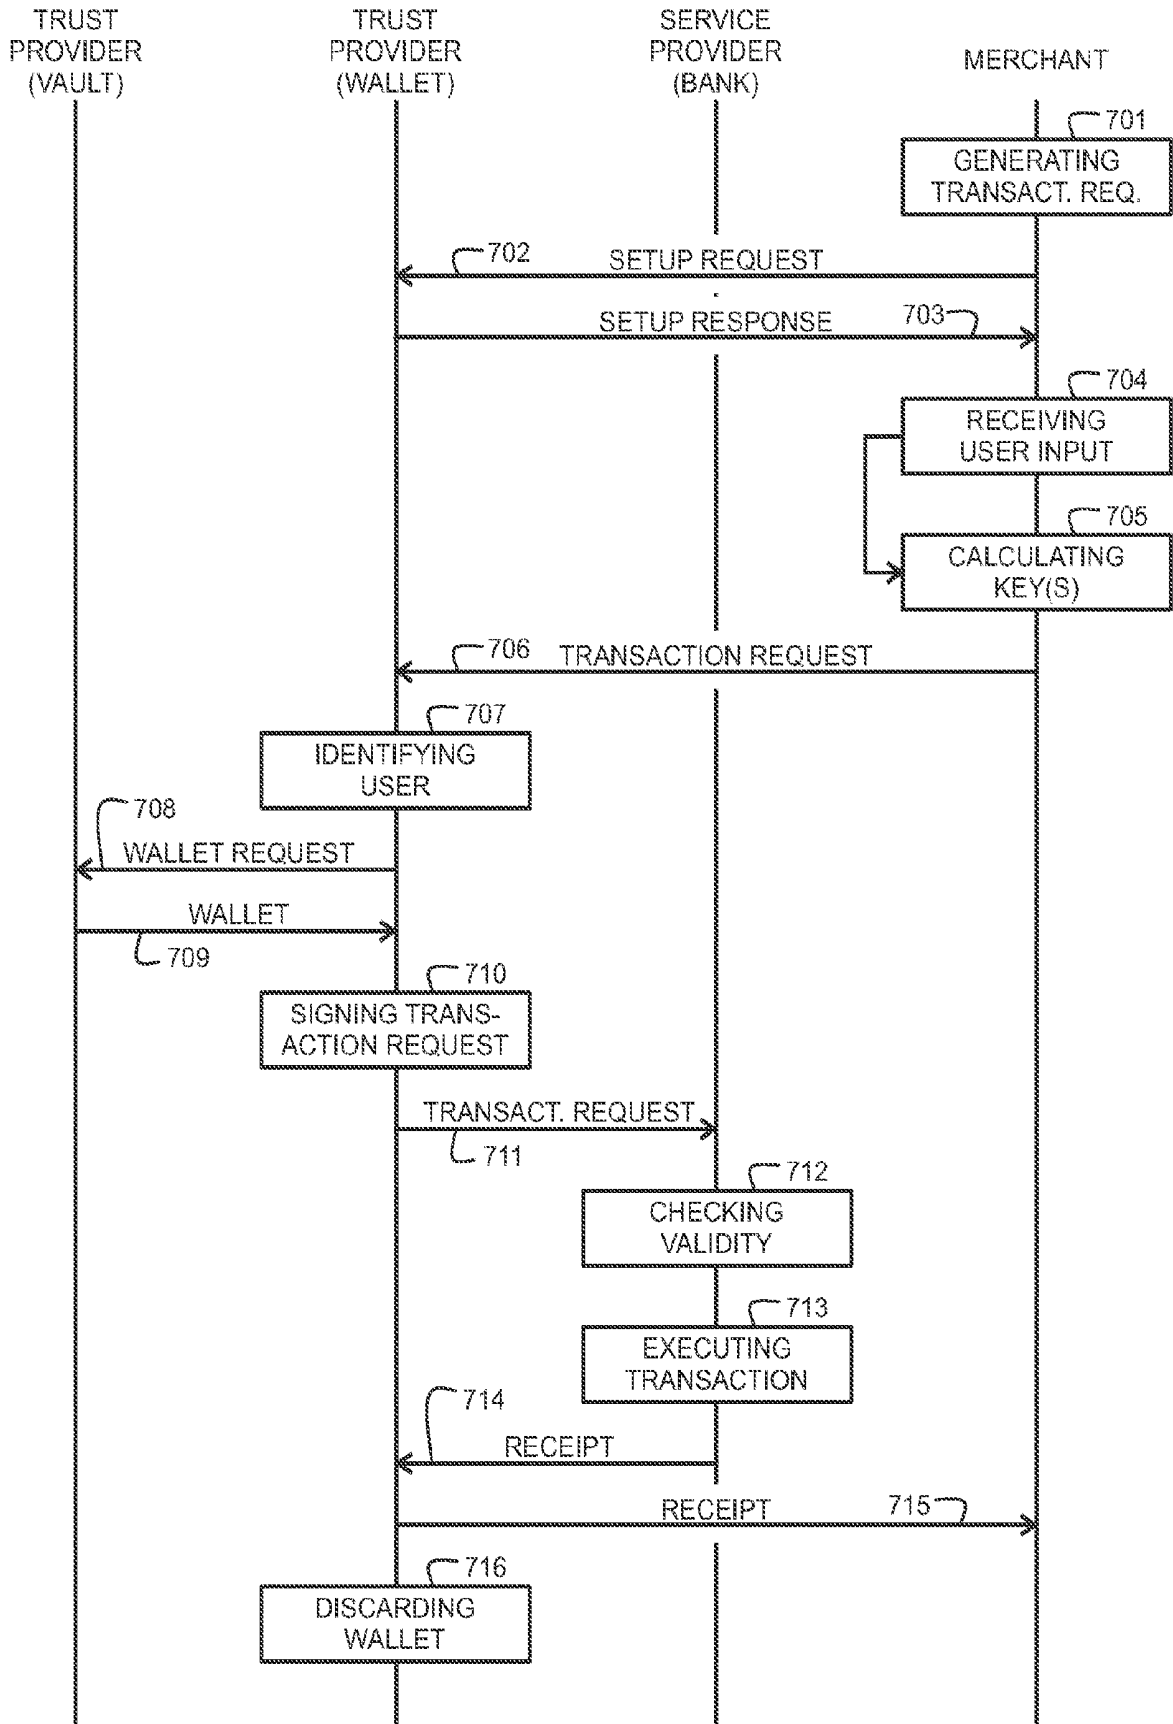 TRUST
PROVIDER
(VAULT)
TRUST
PROVIDER
(WALLET)
SERVICE
PROVIDER
(BANK)
MERCHANT
701
GENERATING
TRANSACT. REQ.
702
SETUP REQUEST
SETUP RESPONSE
703
704
RECEIVING
USER INPUT
705
CALCULATING
KEY(S)
706
TRANSACTION REQUEST
707
IDENTIFYING
USER
708
WALLET REQUEST
WALLET
709
710
SIGNING TRANS-
ACTION REQUEST
TRANSACT. REQUEST
711
712
CHECKING
VALIDITY
713
EXECUTING
TRANSACTION
714
RECEIPT
RECEIPT
715
716
DISCARDING
WALLET